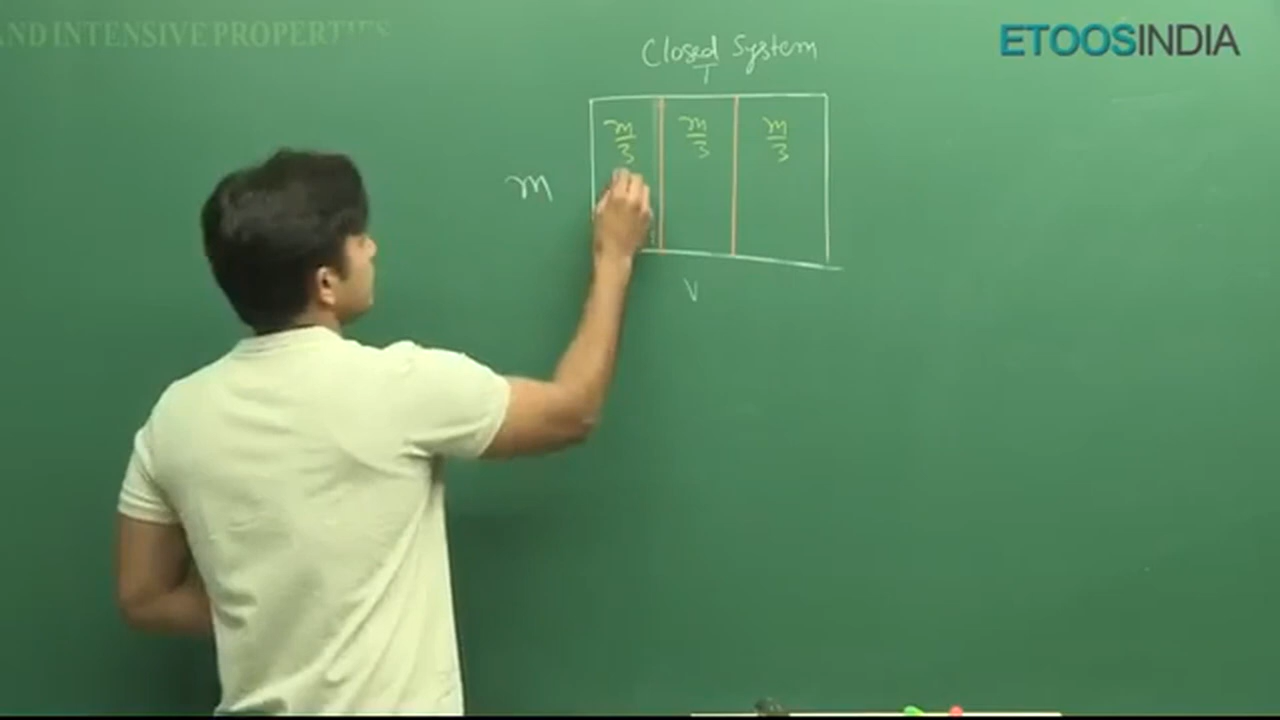 AND INTENSIVE PROPERTIES
ETOOSINDIA
Closed System
T
m/3 m/3 m/3
m
V